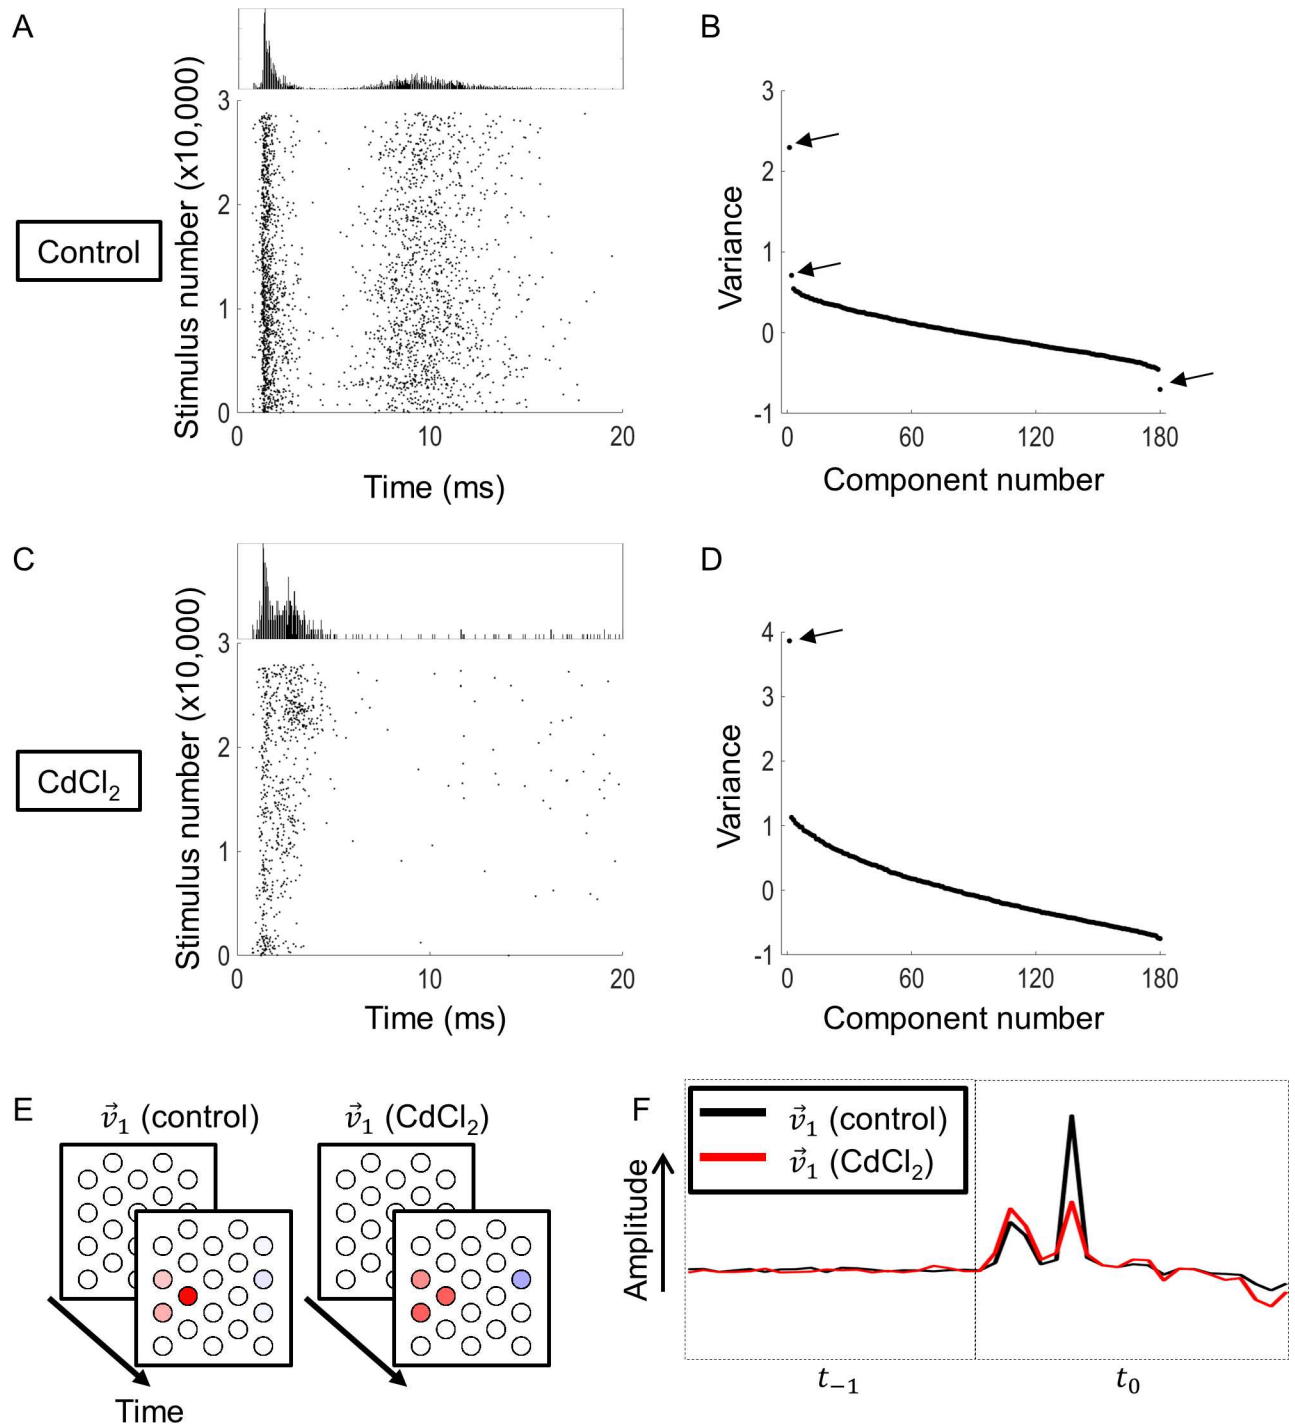 A
Control
Stimulus number (x10,000)
3
2
1
0
0
10
20
Time (ms)
B
Variance
3
2
1
0
-1
0
60
120
180
Component number
C
CdCl₂
Stimulus number (x10,000)
3
2
1
0
0
10
20
Time (ms)
D
Variance
4
3
2
1
0
-1
0
60
120
180
Component number
E
v⃗₁ (control)
v⃗₁ (CdCl₂)
Time
F
Amplitude
v⃗₁ (control)
v⃗₁ (CdCl₂)
t₋₁
t₀